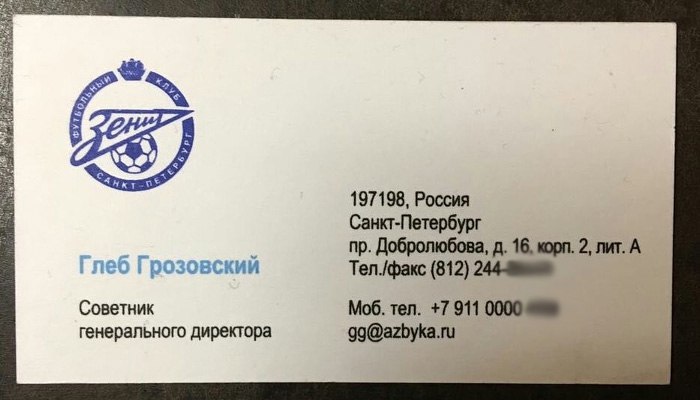 ФУТБОЛЬНЫЙ КЛУБ
Зенит
САНКТ-ПЕТЕРБУРГ
Глеб Грозовский
Советник
генерального директора
197198, Россия
Санкт-Петербург
пр. Добролюбова, д. 16, корп. 2, лит. А
Тел./факс (812) 244-
Моб. тел. +7 911 0000
gg@azbyka.ru